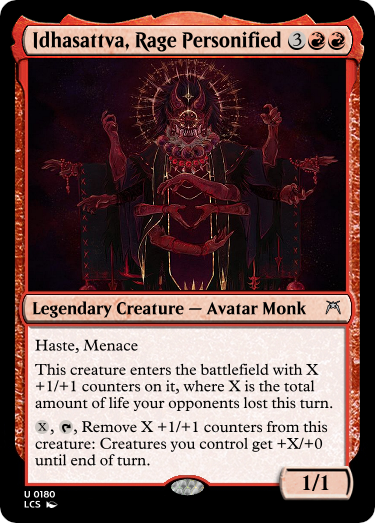 Idhasattva, Rage Personified 3
Legendary Creature — Avatar Monk
Haste, Menace
This creature enters the battlefield with X
+1/+1 counters on it, where X is the total
amount of life your opponents lost this turn.
X, , Remove X +1/+1 counters from this
creature: Creatures you control get +X/+0
until end of turn.
1/1
U 0180
LCS